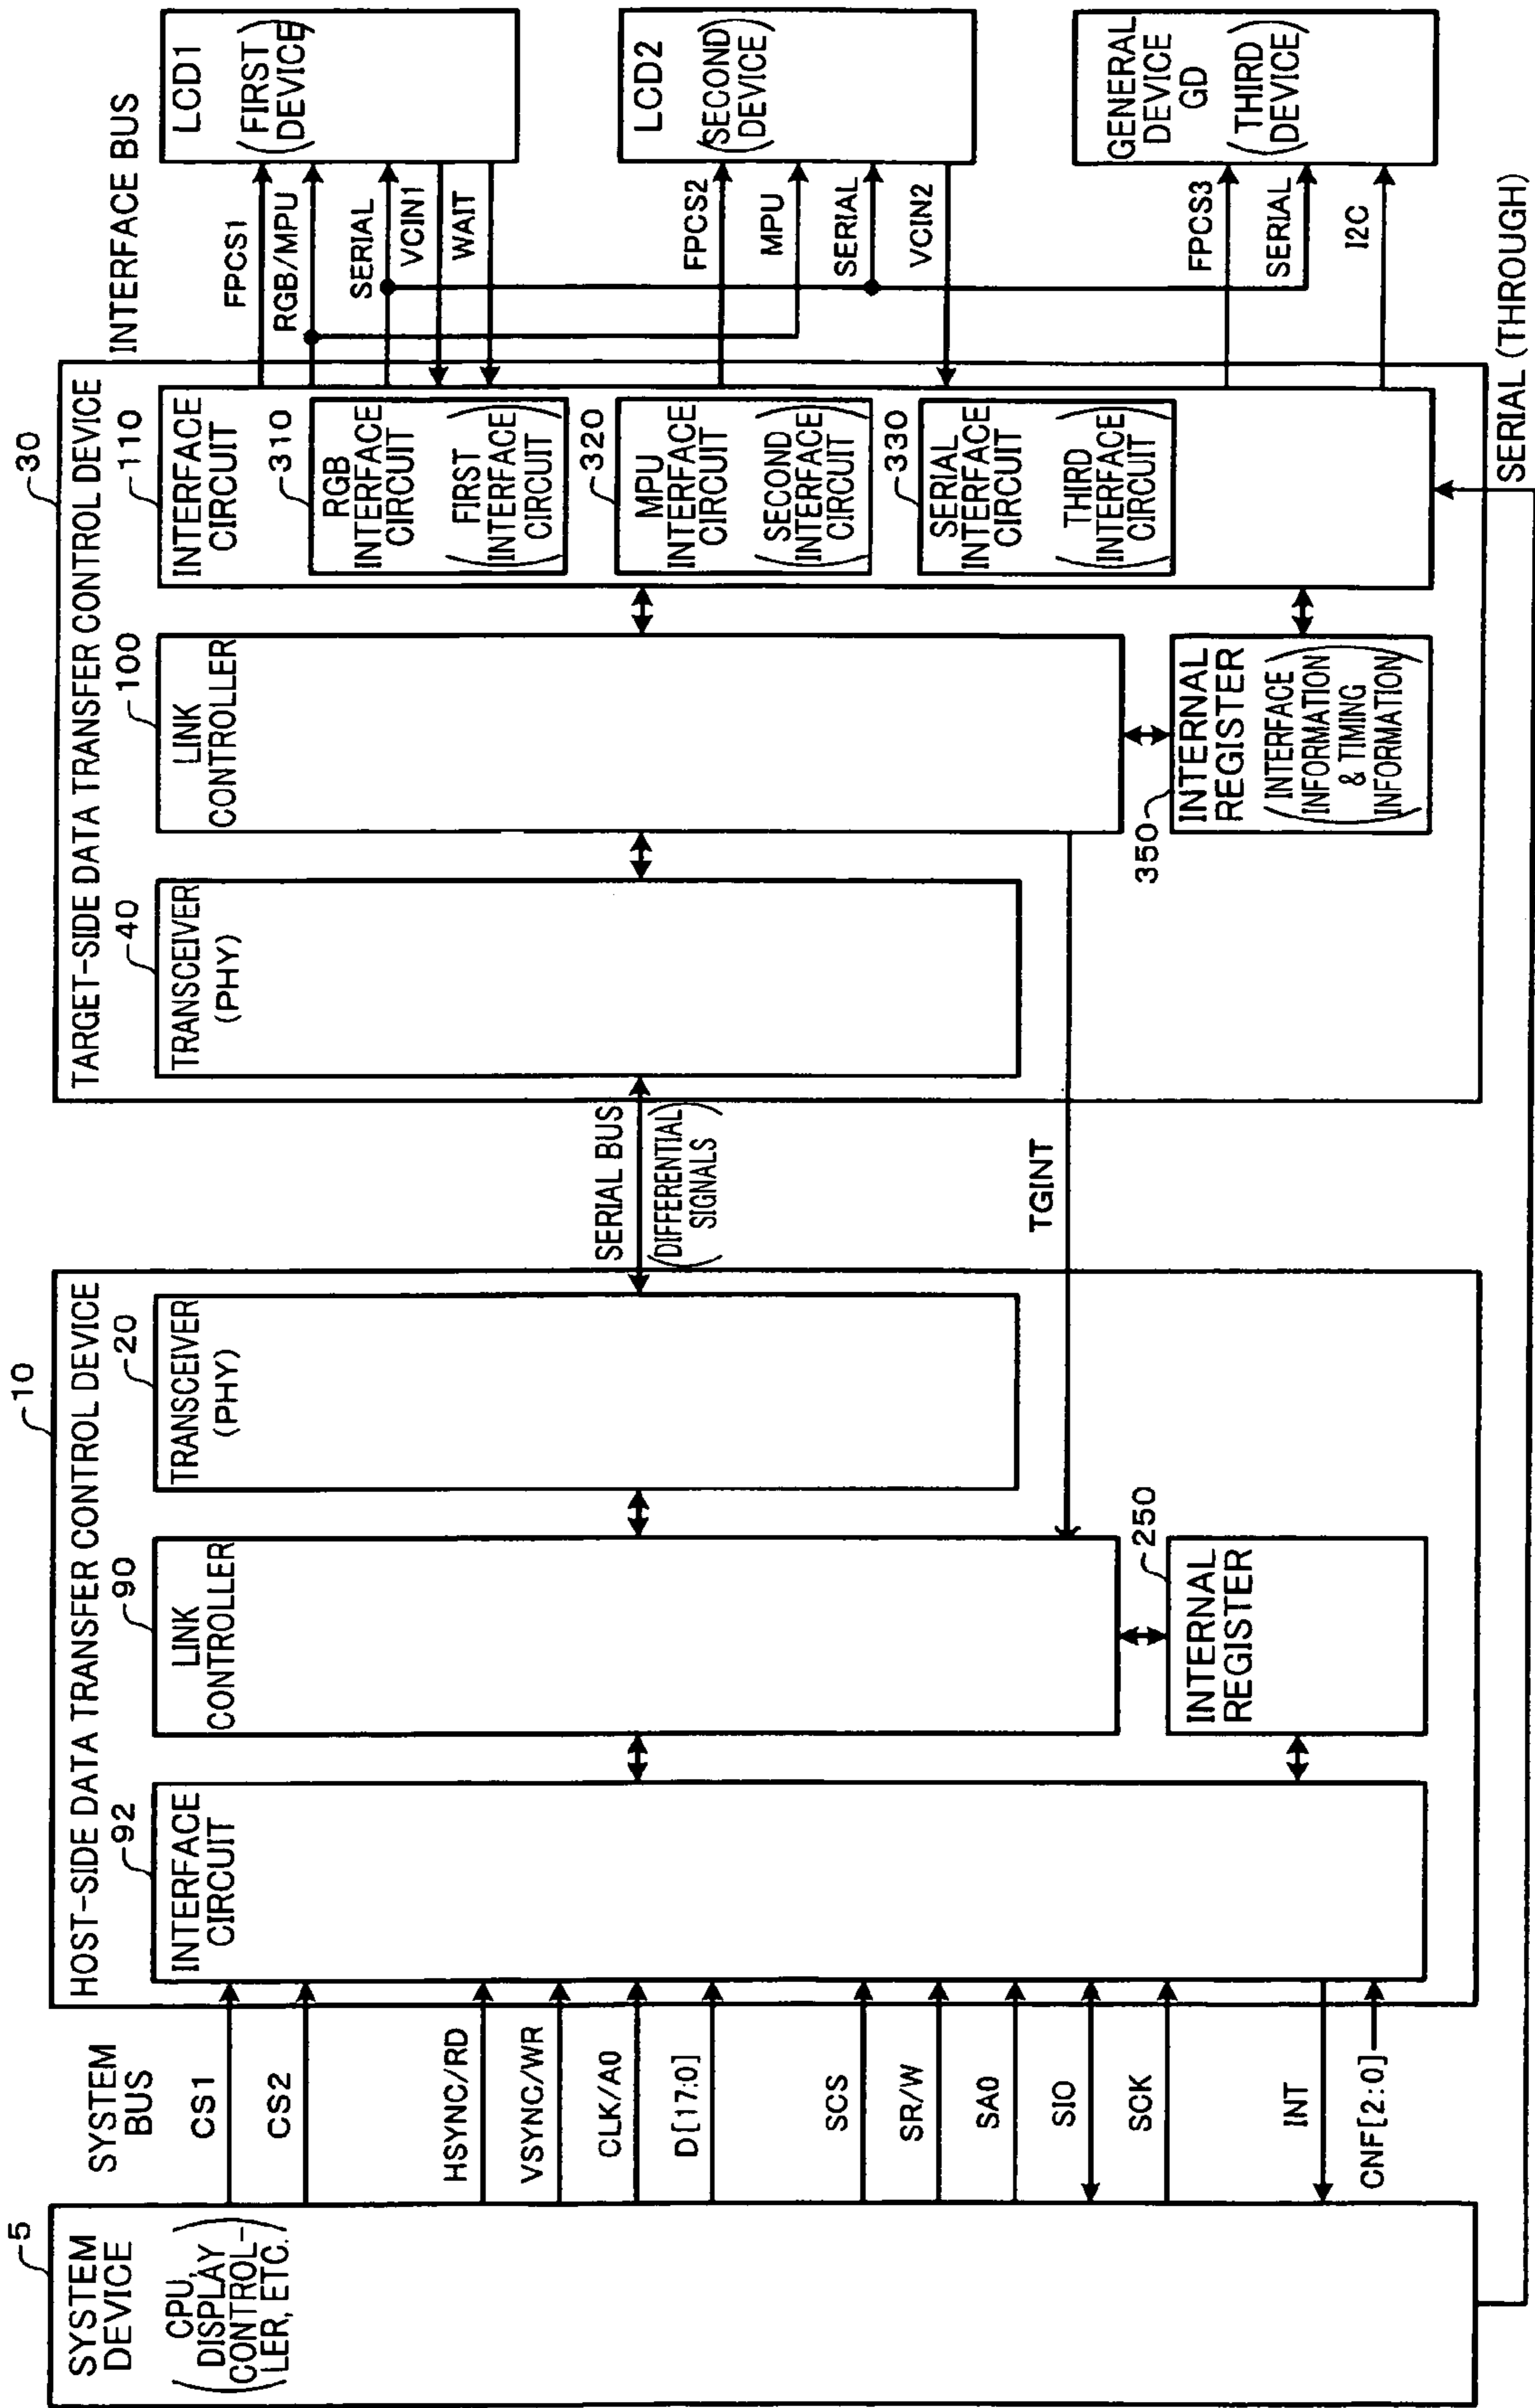 5
SYSTEM
DEVICE
(CPU,
DISPLAY
CONTROL-
LER, ETC.)
SYSTEM
BUS
CS1
CS2
HSYNC/RD
VSYNC/WR
CLK/A0
D[17:0]
SCS
SR/W
SA0
SIO
SCK
INT
CNF[2:0]
10
HOST-SIDE DATA TRANSFER CONTROL DEVICE
92
INTERFACE
CIRCUIT
90
LINK
CONTROLLER
20
TRANSCEIVER
(PHY)
250
INTERNAL
REGISTER
SERIAL BUS
(DIFFERENTIAL
SIGNALS)
TGINT
30
TARGET-SIDE DATA TRANSFER CONTROL DEVICE
40
TRANSCEIVER
(PHY)
100
LINK
CONTROLLER
350
INTERNAL
REGISTER
(INTERFACE
INFORMATION
& TIMING
INFORMATION)
110
INTERFACE
CIRCUIT
310
RGB
INTERFACE
CIRCUIT
(FIRST
INTERFACE
CIRCUIT)
320
MPU
INTERFACE
CIRCUIT
(SECOND
INTERFACE
CIRCUIT)
330
SERIAL
INTERFACE
CIRCUIT
(THIRD
INTERFACE
CIRCUIT)
INTERFACE BUS
FPCS1
RGB/MPU
SERIAL
VCIN1
WAIT
FPCS2
MPU
SERIAL
VCIN2
FPCS3
SERIAL
I2C
SERIAL (THROUGH)
LCD1
(FIRST
DEVICE)
LCD2
(SECOND
DEVICE)
GENERAL
DEVICE
GD
(THIRD
DEVICE)